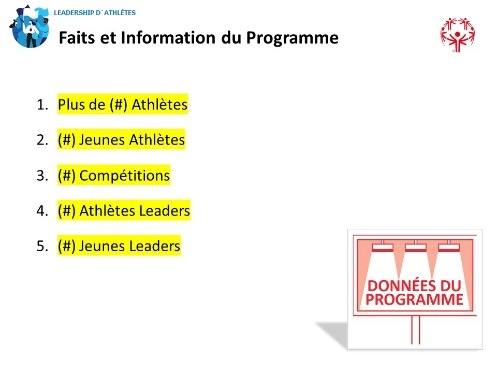 LEADERSHIP D´ATHLÈTES
Faits et Information du Programme
1. Plus de (#) Athlètes
2. (#) Jeunes Athlètes
3. (#) Compétitions
4. (#) Athlètes Leaders
5. (#) Jeunes Leaders
DONNÉES DU
PROGRAMME